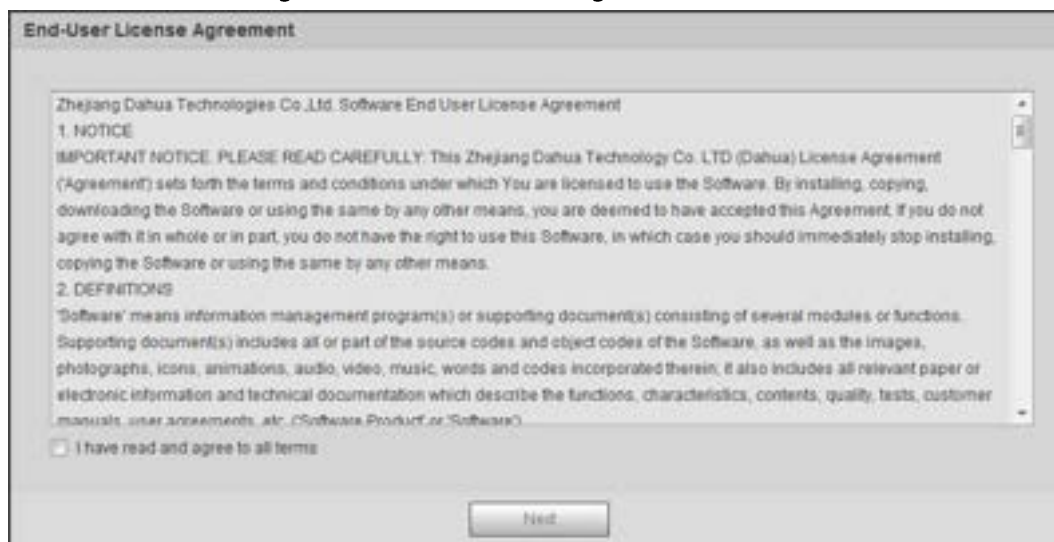 End-User License Agreement
Zhejiang Dahua Technologies Co.,Ltd. Software End User License Agreement
1. NOTICE
IMPORTANT NOTICE. PLEASE READ CAREFULLY: This Zhejiang Dahua Technology Co. LTD (Dahua) License Agreement
('Agreement') sets forth the terms and conditions under which You are licensed to use the Software. By installing, copying,
downloading the Software or using the same by any other means, you are deemed to have accepted this Agreement. If you do not
agree with it in whole or in part, you do not have the right to use this Software, in which case you should immediately stop installing,
copying the Software or using the same by any other means.
2. DEFINITIONS
'Software' means information management program(s) or supporting document(s) consisting of several modules or functions.
Supporting document(s) includes all or part of the source codes and object codes of the Software, as well as the images,
photographs, icons, animations, audio, video, music, words and codes incorporated therein, it also includes all relevant paper or
electronic information and technical documentation which describe the functions, characteristics, contents, quality, tests, customer
manuals, user agreements, etc. ('Software Product' or 'Software')
I have read and agree to all terms
Next